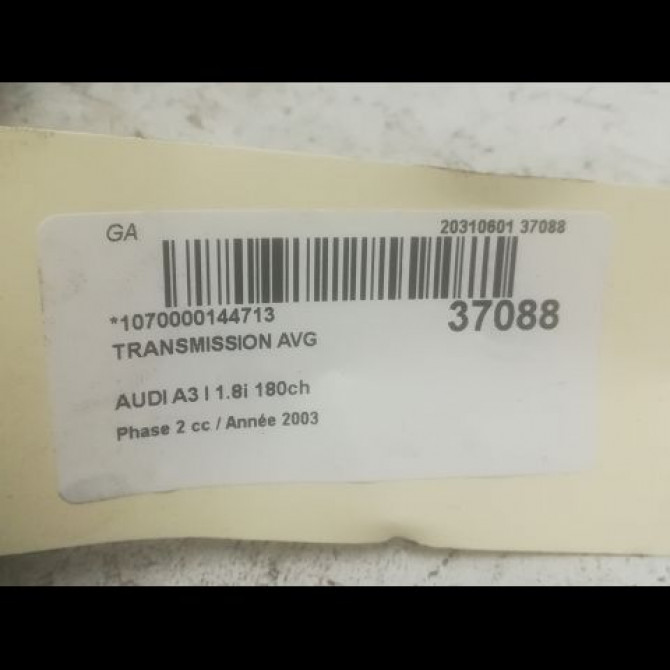 GA
20310601 37088
*1070000144713
37088
TRANSMISSION AVG
AUDI A3 I 1.8i 180ch
Phase 2 cc / Année 2003